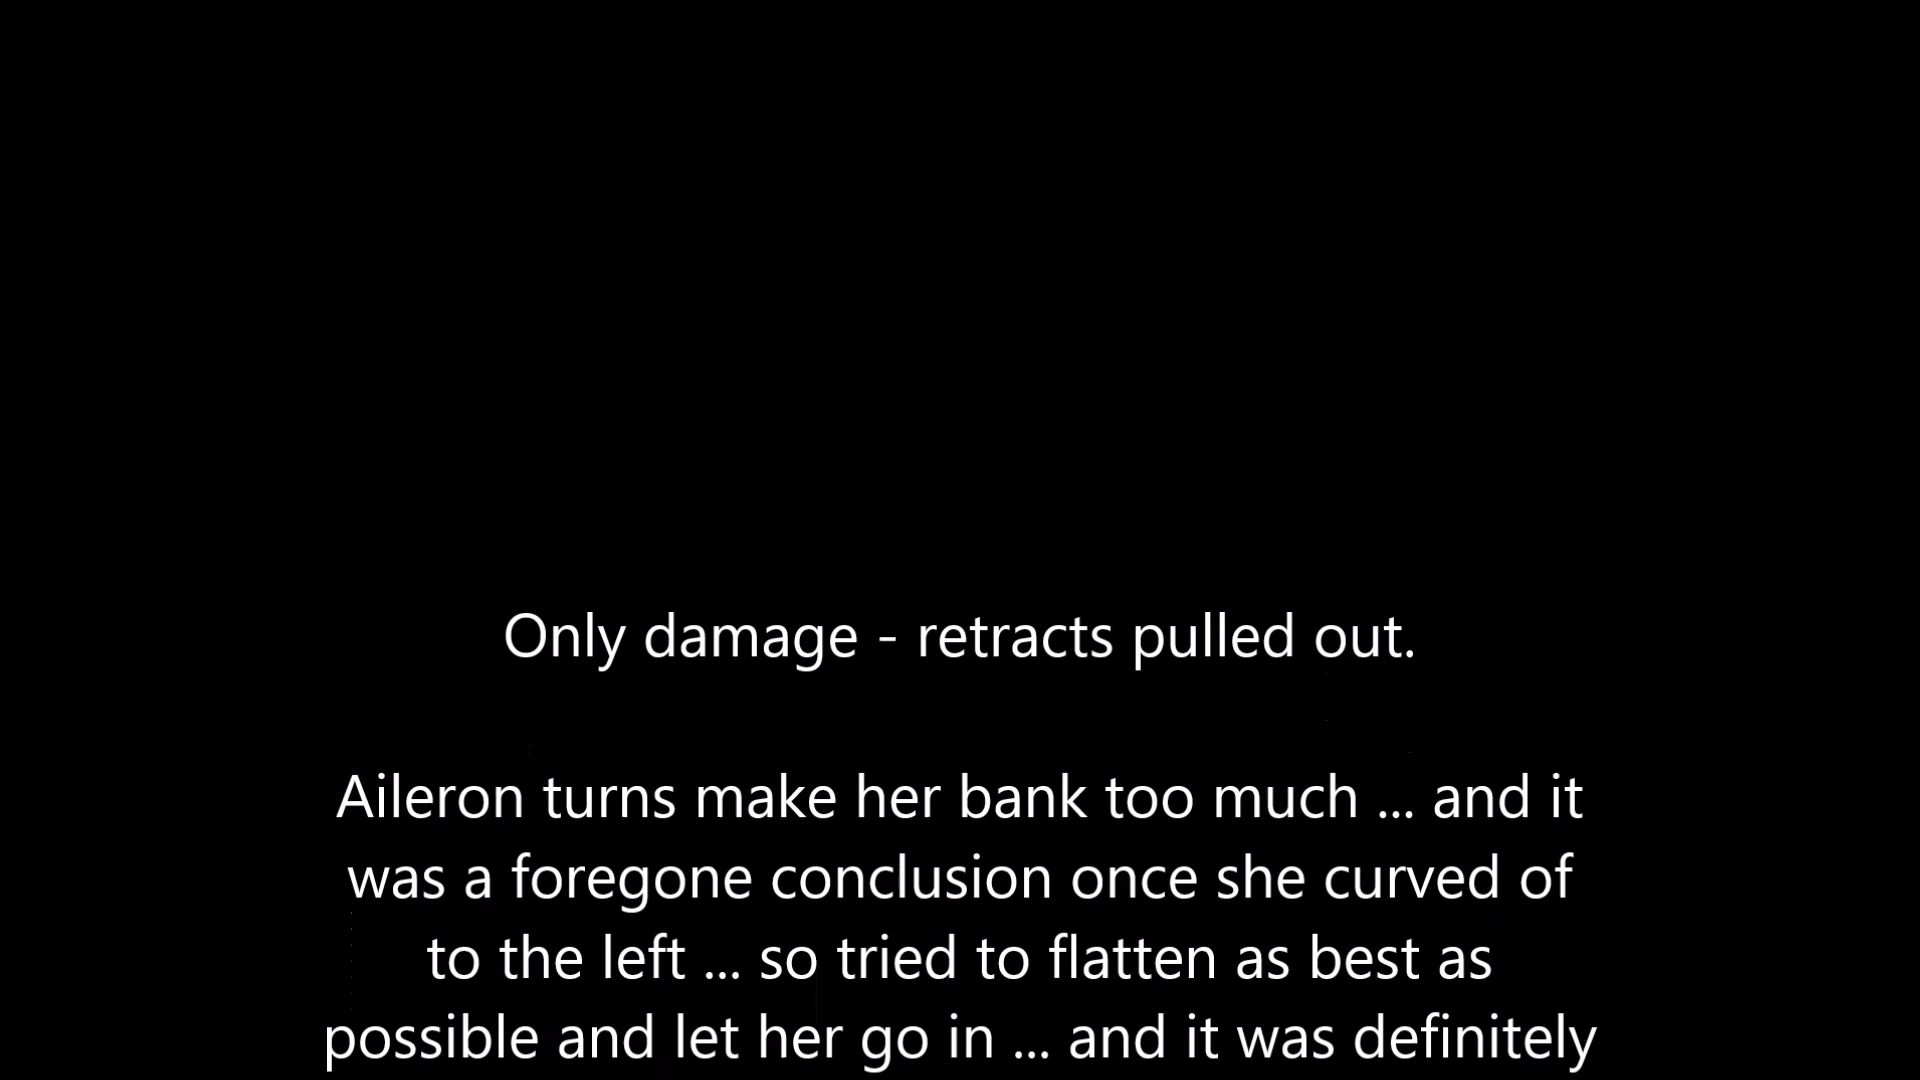 Only damage - retracts pulled out.
Aileron turns make her bank too much ... and it
was a foregone conclusion once she curved of
to the left ... so tried to flatten as best as
possible and let her go in ... and it was definitely